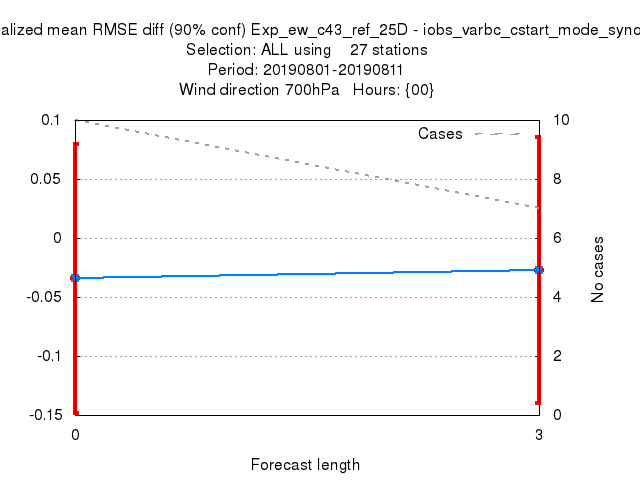 alized mean RMSE diff (90% conf) Exp_ew_c43_ref_25D - iobs_varbc_cstart_mode_syno
Selection: ALL using 27 stations
Period: 20190801-20190811
Wind direction 700hPa Hours: {00}
Cases
0.1
0.05
0
-0.05
-0.1
-0.15
10
8
6
4
2
0
No cases
0 3
Forecast length